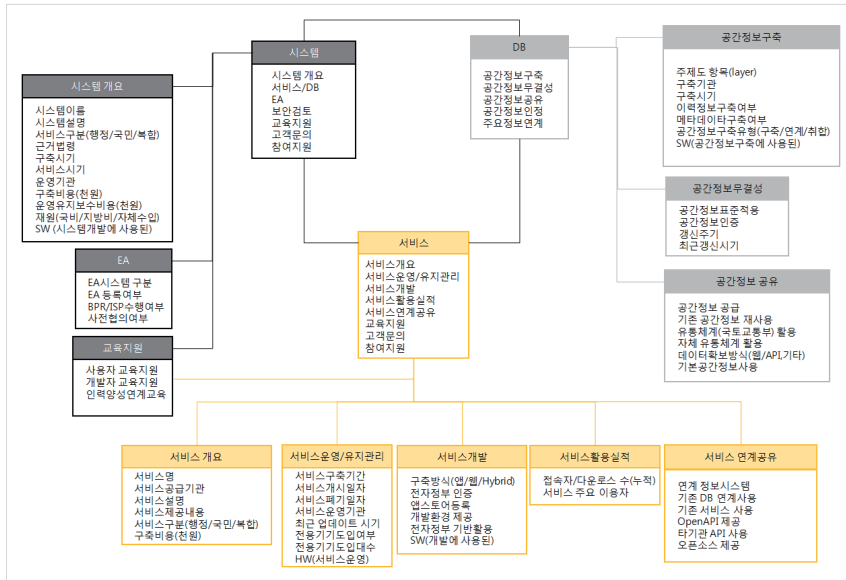 시스템
시스템 개요
서비스/DB
EA
보안검토
교육지원
고객문의
참여지원
DB
공간정보구축
공간정보무결성
공간정보공유
공간정보인정
주요정보연계
공간정보구축
주제도 항목(layer)
구축기관
구축시기
이력정보구축여부
메타데이타구축여부
공간정보구축유형(구축/연계/취합)
SW(공간정보구축에 사용된)
시스템 개요
시스템이름
시스템설명
서비스구분(행정/국민/복합)
근거법령
구축시기
서비스시기
운영기관
구축비용(천원)
운영유지보수비용(천원)
재원(국비/지방비/자체수입)
SW (시스템개발에 사용된)
공간정보무결성
공간정보표준적용
공간정보인증
갱신주기
최근갱신시기
EA
EA시스템 구분
EA 등록여부
BPR/ISP수행여부
사전협의여부
서비스
서비스개요
서비스운영/유지관리
서비스개발
서비스활용실적
서비스연계공유
교육지원
고객문의
참여지원
공간정보 공유
공간정보 공급
기존 공간정보 재사용
유통체계(국토교통부) 활용
자체 유통체계 활용
데이터확보방식(웹/API,기타)
기본공간정보사용
교육지원
사용자 교육지원
개발자 교육지원
인력양성연계교육
서비스 개요
서비스명
서비스공급기관
서비스설명
서비스제공내용
서비스구분(행정/국민/복합)
구축비용(천원)
서비스운영/유지관리
서비스구축기간
서비스개시일자
서비스폐기일자
서비스운영기관
최근 업데이트 시기
전용기기도입여부
전용기기도입대수
HW(서비스운영)
서비스개발
구축방식(앱/웹/Hybrid)
전자정부 인증
앱스토어등록
개발환경 제공
전자정부 기반활용
SW(개발에 사용된)
서비스활용실적
접속자/다운로스 수(누적)
서비스 주요 이용자
서비스 연계공유
연계 정보시스템
기존 DB 연계사용
기존 서비스 사용
OpenAPI 제공
타기관 API 사용
오픈소스 제공